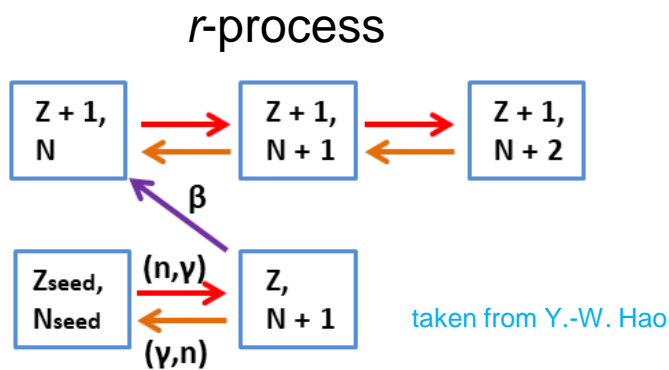 r-process
Z + 1,
N
Z + 1,
N + 1
Z + 1,
N + 2
β
Zseed,
Nseed
(n,γ)
(γ,n)
Z,
N + 1
taken from Y.-W. Hao